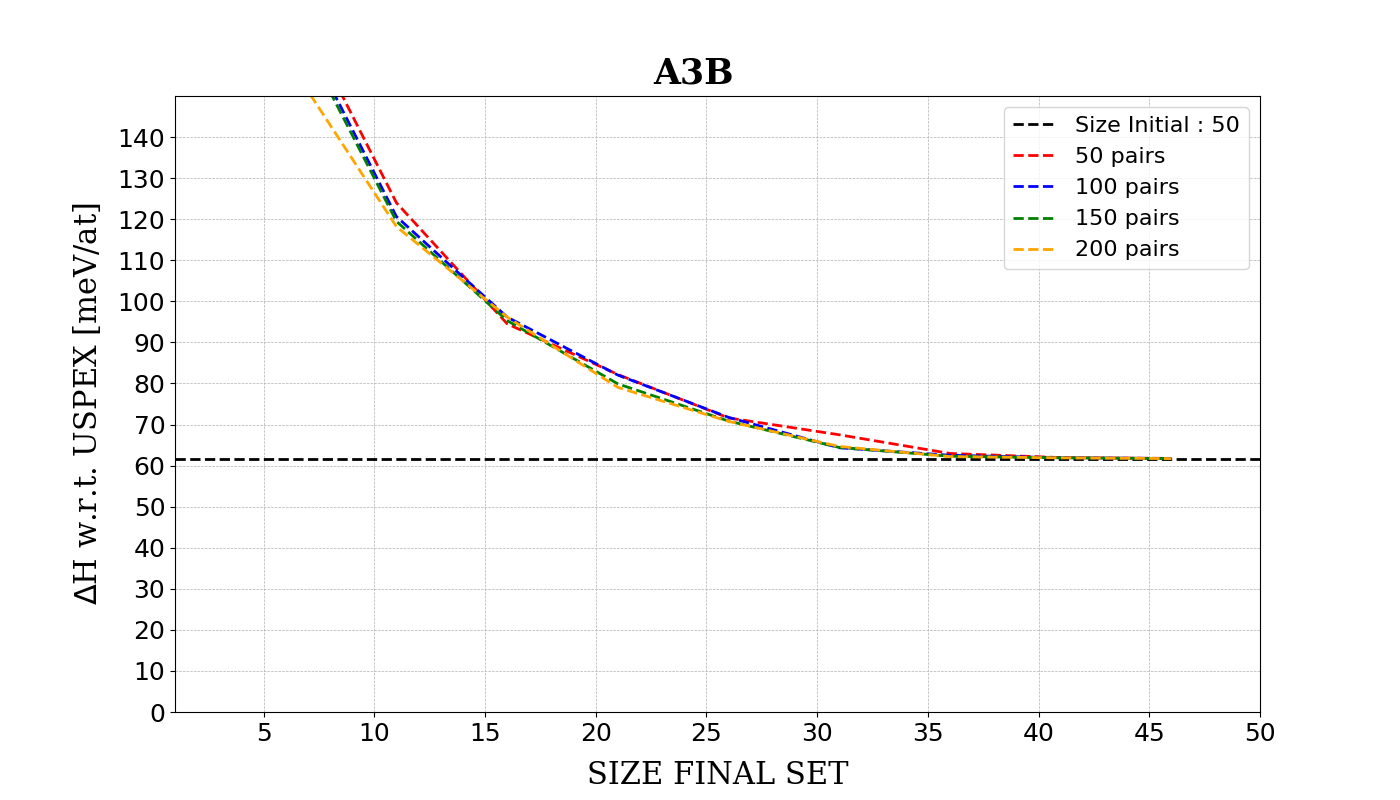 A3B
ΔH w.r.t. USPEX [meV/at]
140
130
120
110
100
90
80
70
60
50
40
30
20
10
0
Size Initial : 50
50 pairs
100 pairs
150 pairs
200 pairs
5 10 15 20 25 30 35 40 45 50
SIZE FINAL SET